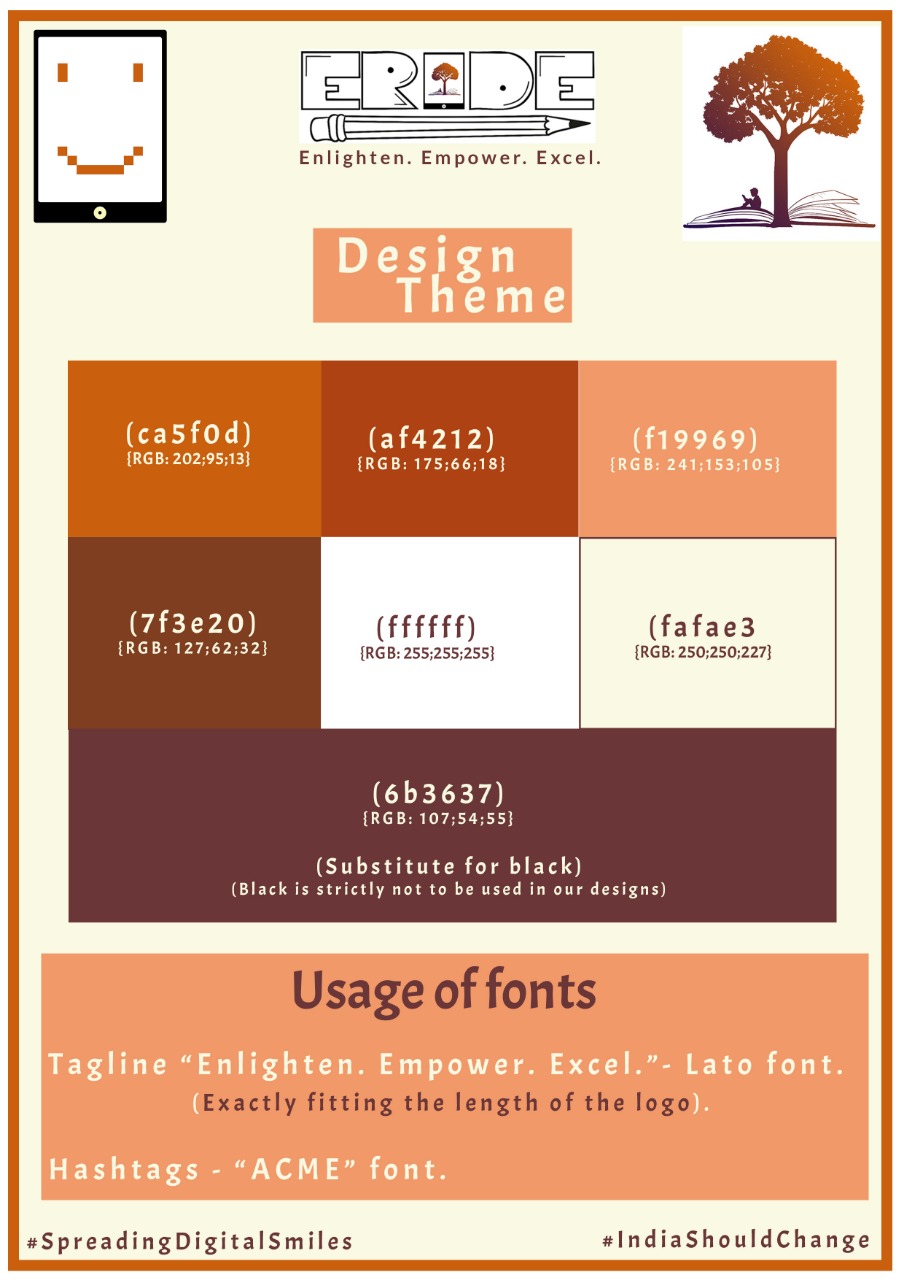 ERIDE
Enlighten. Empower. Excel.
Design
Theme
(ca5f0d)
{RGB: 202;95;13}
(af4212)
{RGB: 175;66;18}
(f19969)
{RGB: 241;153;105}
(7f3e20)
{RGB: 127;62;32}
(ffffff)
{RGB: 255;255;255}
(fafae3
{RGB: 250;250;227}
(6b3637)
{RGB: 107;54;55}
(Substitute for black)
(Black is strictly not to be used in our designs)
Usage of fonts
Tagline “Enlighten. Empower. Excel.”- Lato font.
(Exactly fitting the length of the logo).
Hashtags - “ACME” font.
#SpreadingDigitalSmiles
#IndiaShouldChange